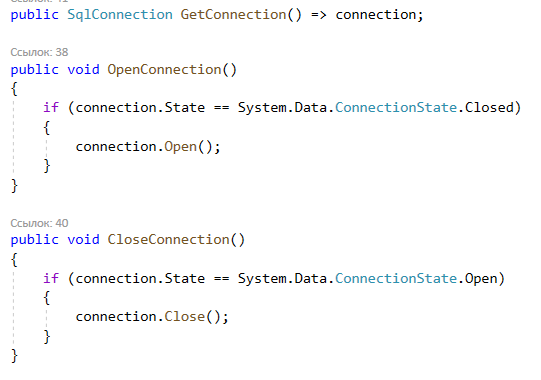 public SqlConnection GetConnection() => connection;
Ссылок: 38
public void OpenConnection()
{
if (connection.State == System.Data.ConnectionState.Closed)
{
connection.Open();
}
}
Ссылок: 40
public void CloseConnection()
{
if (connection.State == System.Data.ConnectionState.Open)
{
connection.Close();
}
}